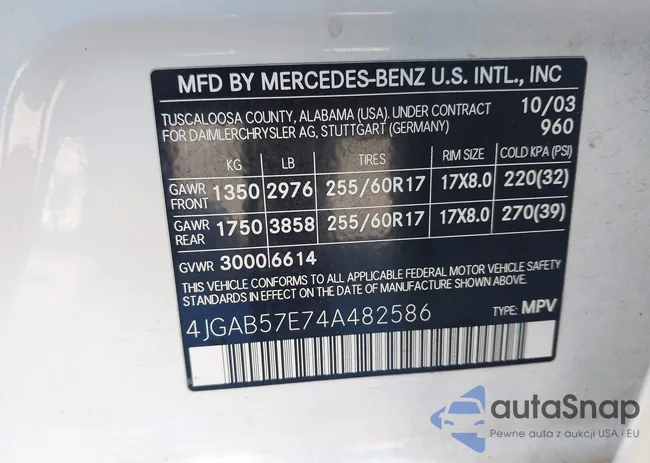 MFD BY MERCEDES-BENZ U.S. INTL., INC
TUSCALOOSA COUNTY, ALABAMA (USA). UNDER CONTRACT 10/03
FOR DAIMLERCHRYSLER AG, STUTTGART (GERMANY) 960
KG LB TIRES RIM SIZE COLD KPA (PSI)
GAWR FRONT 1350 2976 255/60R17 17X8.0 220(32)
GAWR REAR 1750 3858 255/60R17 17X8.0 270(39)
GVWR 3000 6614
THIS VEHICLE CONFORMS TO ALL APPLICABLE FEDERAL MOTOR VEHICLE SAFETY
STANDARDS IN EFFECT ON THE DATE OF MANUFACTURE SHOWN ABOVE.
4JGAB57E74A482586 TYPE: MPV
autaSnap
Pewne auta z aukcji USA i EU